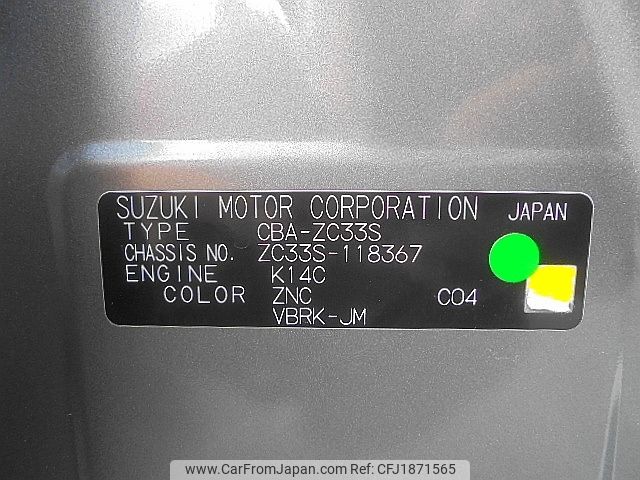 SUZUKI MOTOR CORPORATION JAPAN
TYPE CBA-ZC33S
CHASSIS NO. ZC33S-118367
ENGINE K14C
COLOR ZNC C04
VBRK-JM
www.CarFromJapan.com REF No. CFJ1871565